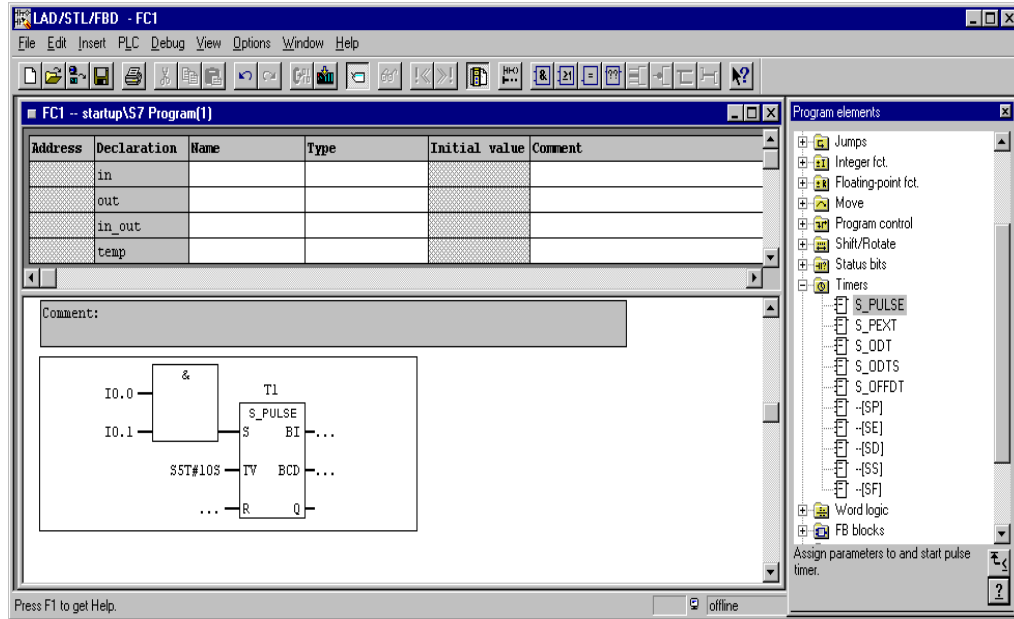 LAD/STL/FBD - FC1
File Edit Insert PLC Debug View Options Window Help
FC1 -- startup\S7 Program(1)
Address Declaration Name Type Initial value Comment
in
out
in_out
temp
Comment:
&
I0.0
I0.1
T1
S_PULSE
S BI ...
S5T#10S TV BCD ...
... R Q
Program elements
Jumps
Integer fct.
Floating-point fct.
Move
Program control
Shift/Rotate
Status bits
Timers
S_PULSE
S_PEXT
S_ODT
S_ODTS
S_OFFDT
--[SP]
--[SE]
--[SD]
--[SS]
--[SF]
Word logic
FB blocks
Assign parameters to and start pulse
timer.
Press F1 to get Help.
offline